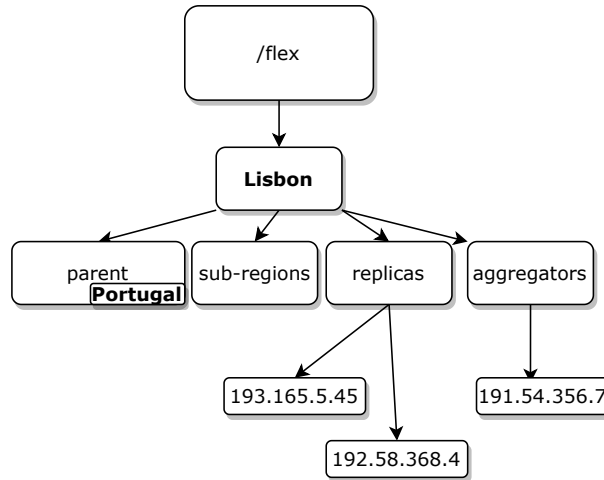 /flex
Lisbon
parent
Portugal
sub-regions
replicas
aggregators
193.165.5.45
191.54.356.7
192.58.368.4